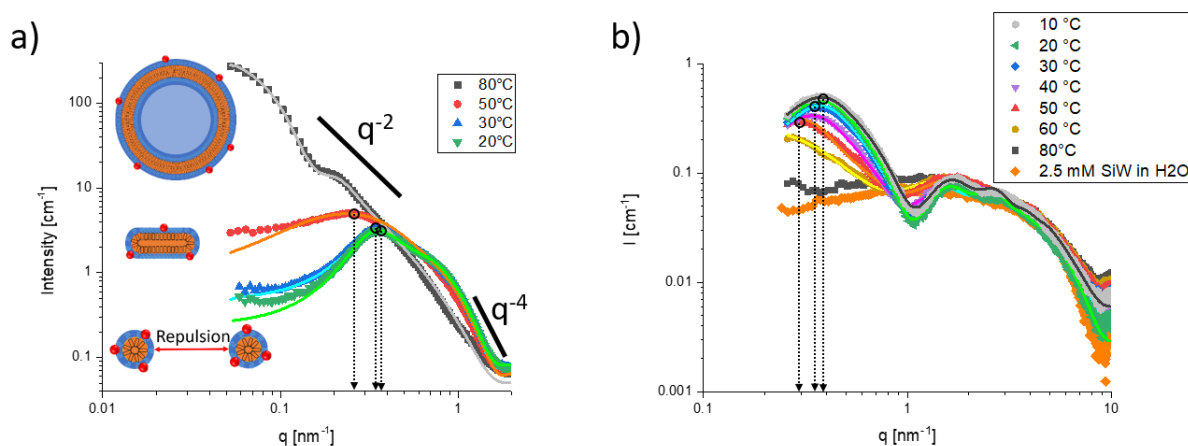 a)
Intensity [cm⁻¹]
100
10
1
0.1
0.01
0.1
1
q [nm⁻¹]
80°C
50°C
30°C
20°C
q⁻²
q⁻⁴
Repulsion
b)
I [cm⁻¹]
1
0.1
0.01
0.001
0.1
1
10
q [nm⁻¹]
10 °C
20 °C
30 °C
40 °C
50 °C
60 °C
80°C
2.5 mM SiW in H2O